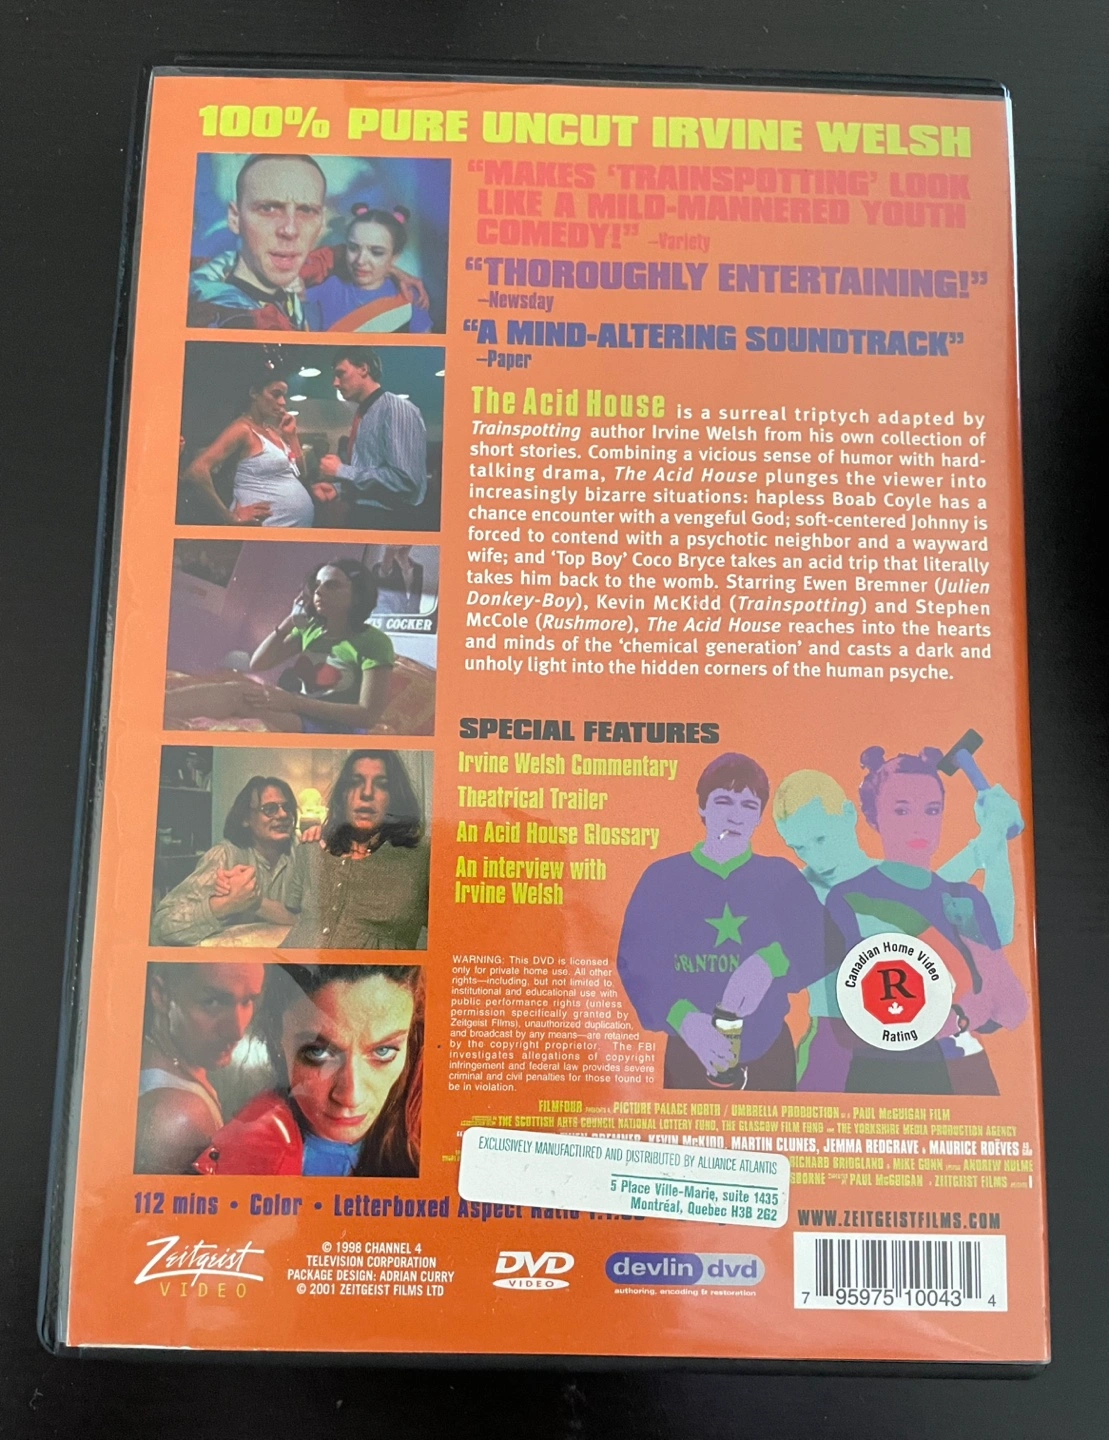 100% PURE UNCUT IRVINE WELSH
“MAKES ‘TRAINSPOTTING’ LOOK
LIKE A MILD-MANNERED YOUTH
COMEDY!” –Variety
“THOROUGHLY ENTERTAINING!”
–Newsday
“A MIND-ALTERING SOUNDTRACK”
–Paper
The Acid House is a surreal triptych adapted by
Trainspotting author Irvine Welsh from his own collection of
short stories. Combining a vicious sense of humor with hard-
talking drama, The Acid House plunges the viewer into
increasingly bizarre situations: hapless Boab Coyle has a
chance encounter with a vengeful God; soft-centered Johnny is
forced to contend with a psychotic neighbor and a wayward
wife; and ‘Top Boy’ Coco Bryce takes an acid trip that literally
takes him back to the womb. Starring Ewen Bremner (Julien
Donkey-Boy), Kevin McKidd (Trainspotting) and Stephen
McCole (Rushmore), The Acid House reaches into the hearts
and minds of the ‘chemical generation’ and casts a dark and
unholy light into the hidden corners of the human psyche.
COCKER
SPECIAL FEATURES
Irvine Welsh Commentary
Theatrical Trailer
An Acid House Glossary
An interview with
Irvine Welsh
GRANTON
Canadian Home Video
R
Rating
WARNING: This DVD is licensed
only for private home use. All other
rights—including, but not limited to,
institutional and educational use with
public performance rights (unless
permission specifically granted by
Zeitgeist Films), unauthorized duplication,
and broadcast by any means—are retained
by the copyright proprietor. The FBI
investigates allegations of copyright
infringement and federal law provides severe
criminal and civil penalties for those found to
be in violation.
FILMFOUR PRESENTS A PICTURE PALACE NORTH / UMBRELLA PRODUCTION PAUL McGUIGAN FILM
THE SCOTTISH ARTS COUNCIL NATIONAL LOTTERY FUND, THE GLASGOW FILM FUND THE YORKSHIRE MEDIA PRODUCTION AGENCY
BREMNER, KEVIN McKIDD, MARTIN CLUNES, JEMMA REDGRAVE MAURICE ROËVES
RICHARD BRIDGLAND MIKE GUNN ANDREW HULME
PAUL McGUIGAN ZEITGEIST FILMS
EXCLUSIVELY MANUFACTURED AND DISTRIBUTED BY ALLIANCE ATLANTIS
5 Place Ville-Marie, suite 1435
Montréal, Quebec H3B 2G2
112 mins • Color • Letterboxed Aspect Ratio
WWW.ZEITGEISTFILMS.COM
Zeitgeist
VIDEO
© 1998 CHANNEL 4
TELEVISION CORPORATION
PACKAGE DESIGN: ADRIAN CURRY
© 2001 ZEITGEIST FILMS LTD
DVD
VIDEO
devlin dvd
authoring, encoding & restoration
7 95975 10043 4